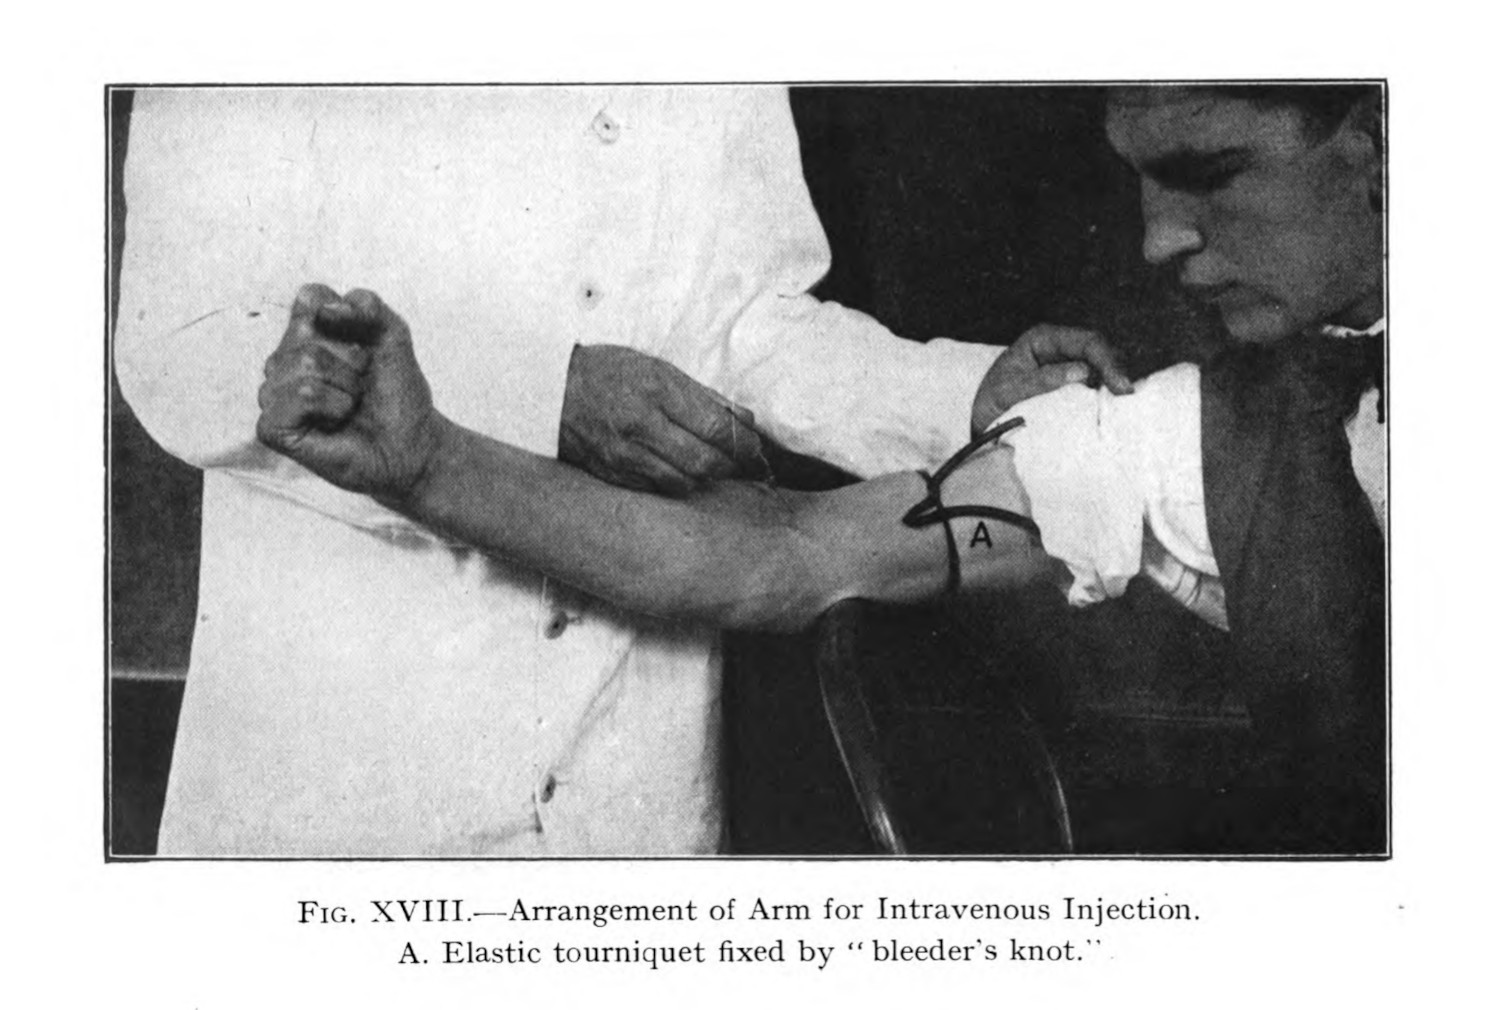 A
FIG. XVIII.—Arrangement of Arm for Intravenous Injection.
A. Elastic tourniquet fixed by “bleeder's knot.”